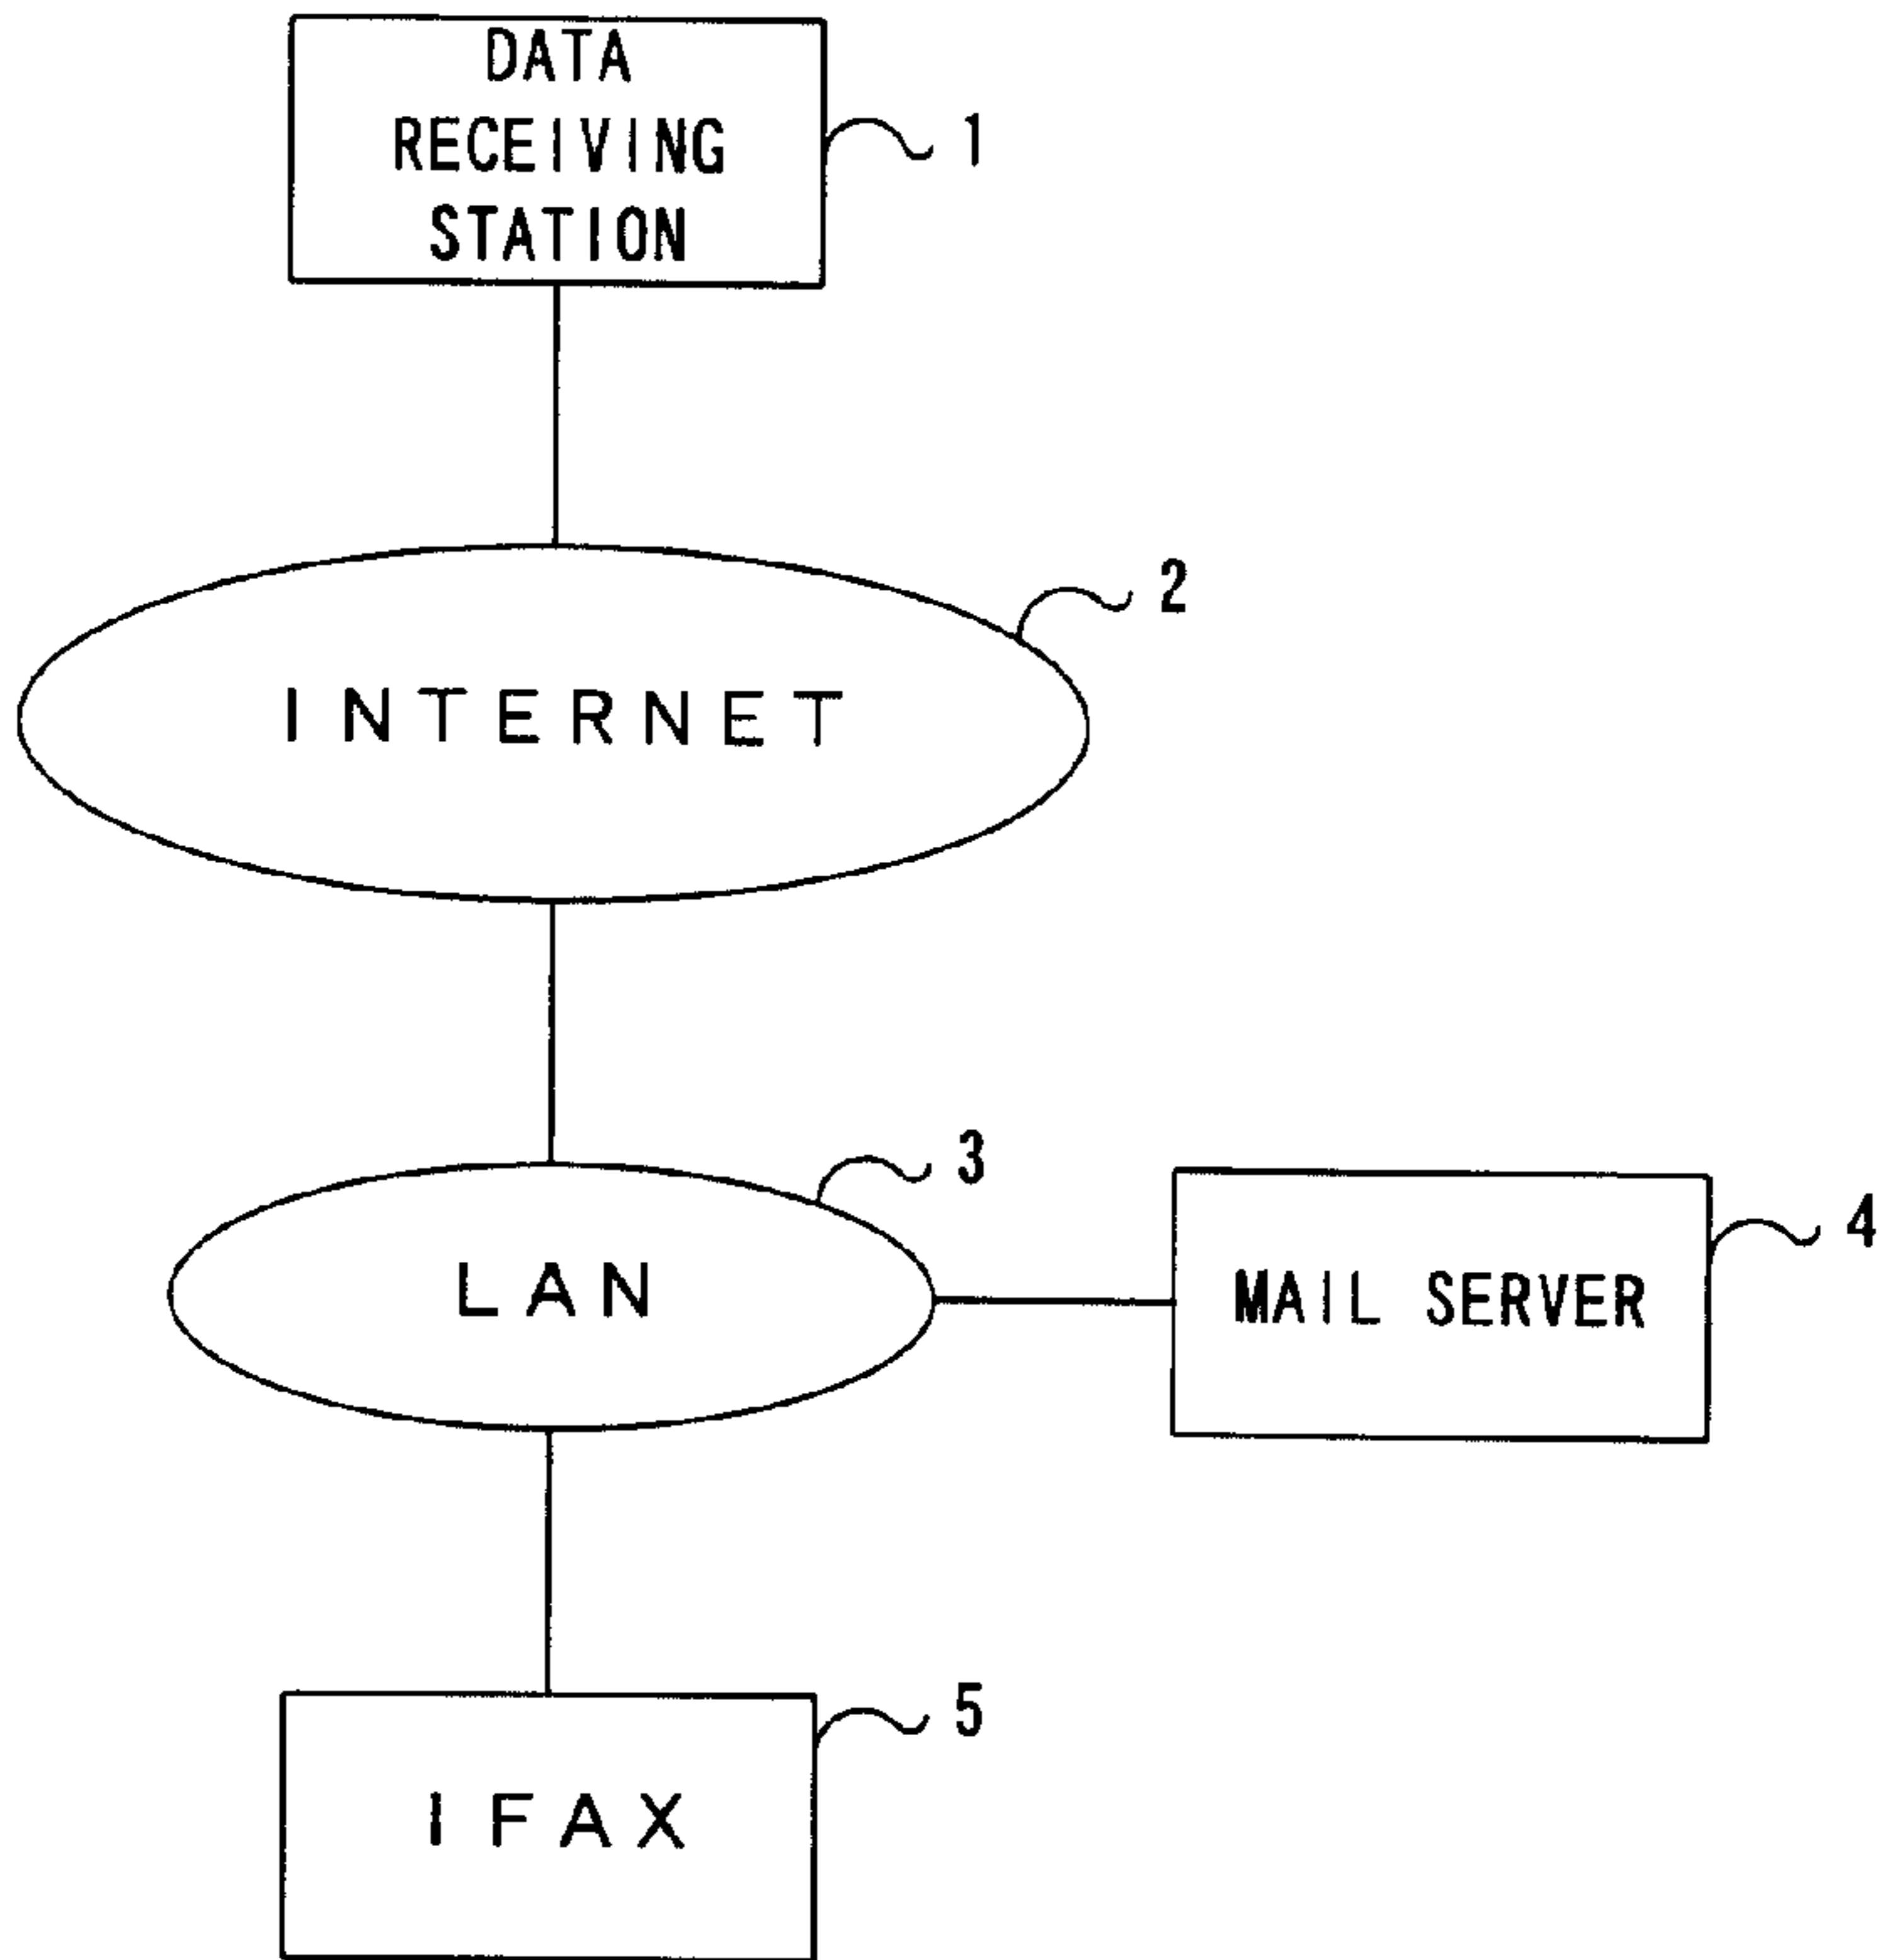 DATA
RECEIVING
STATION
1
2
INTERNET
3
LAN
4
MAIL SERVER
5
IFAX